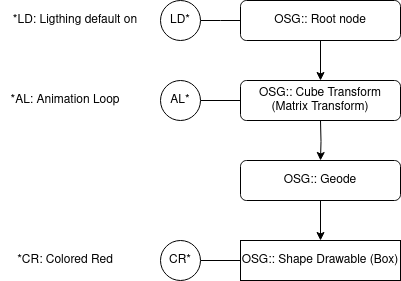 *LD: Ligthing default on
LD*
OSG:: Root node
*AL: Animation Loop
AL*
OSG:: Cube Transform
(Matrix Transform)
OSG:: Geode
*CR: Colored Red
CR*
OSG:: Shape Drawable (Box)